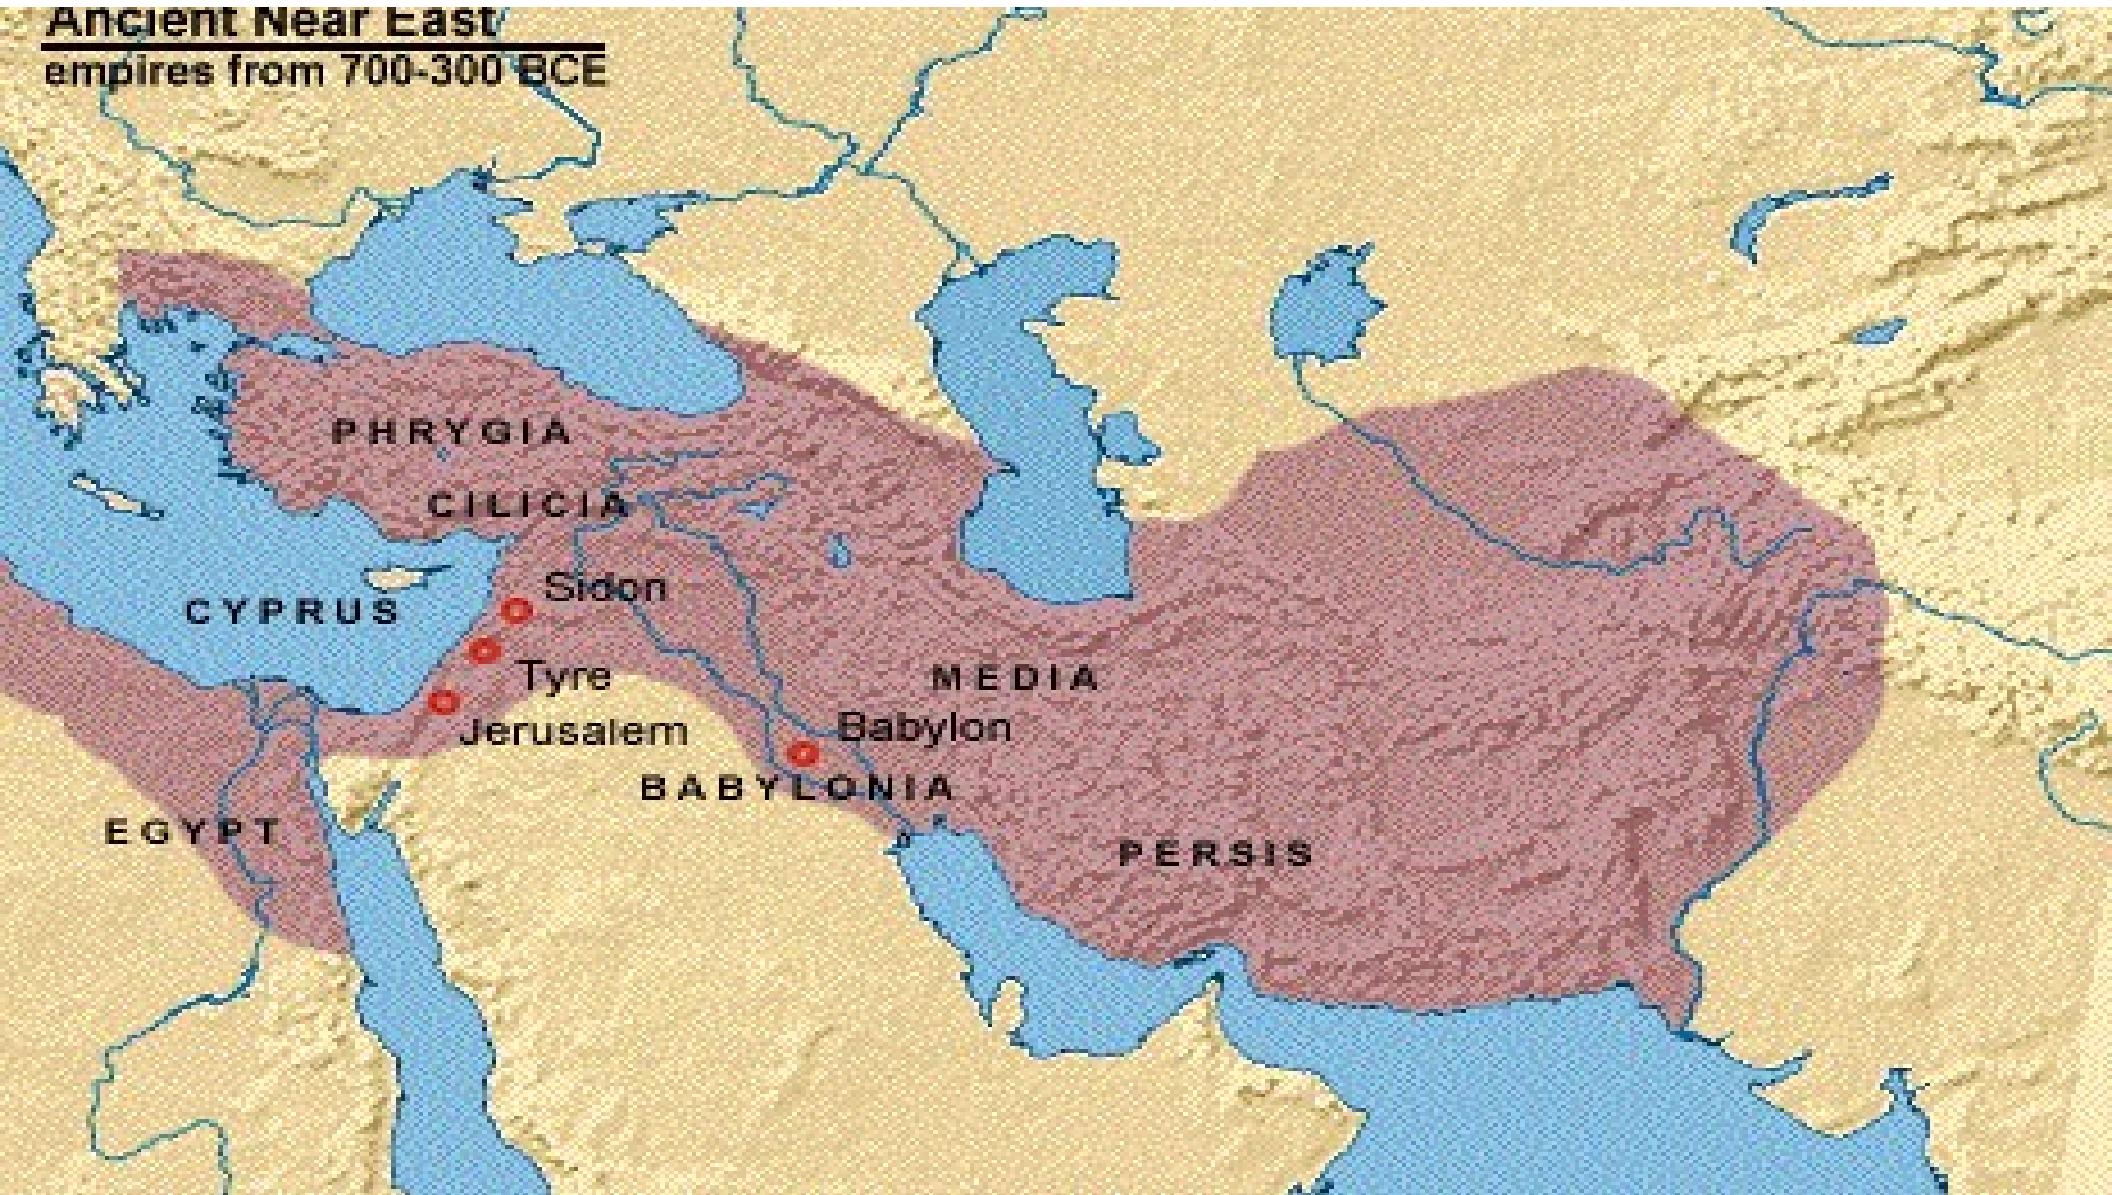 Ancient Near East
empires from 700-300 BCE
PHRYGIA
CILICIA
Sidon
CYPRUS
Tyre
MEDIA
Jerusalem
Babylon
BABYLONIA
EGYPT
PERSIS